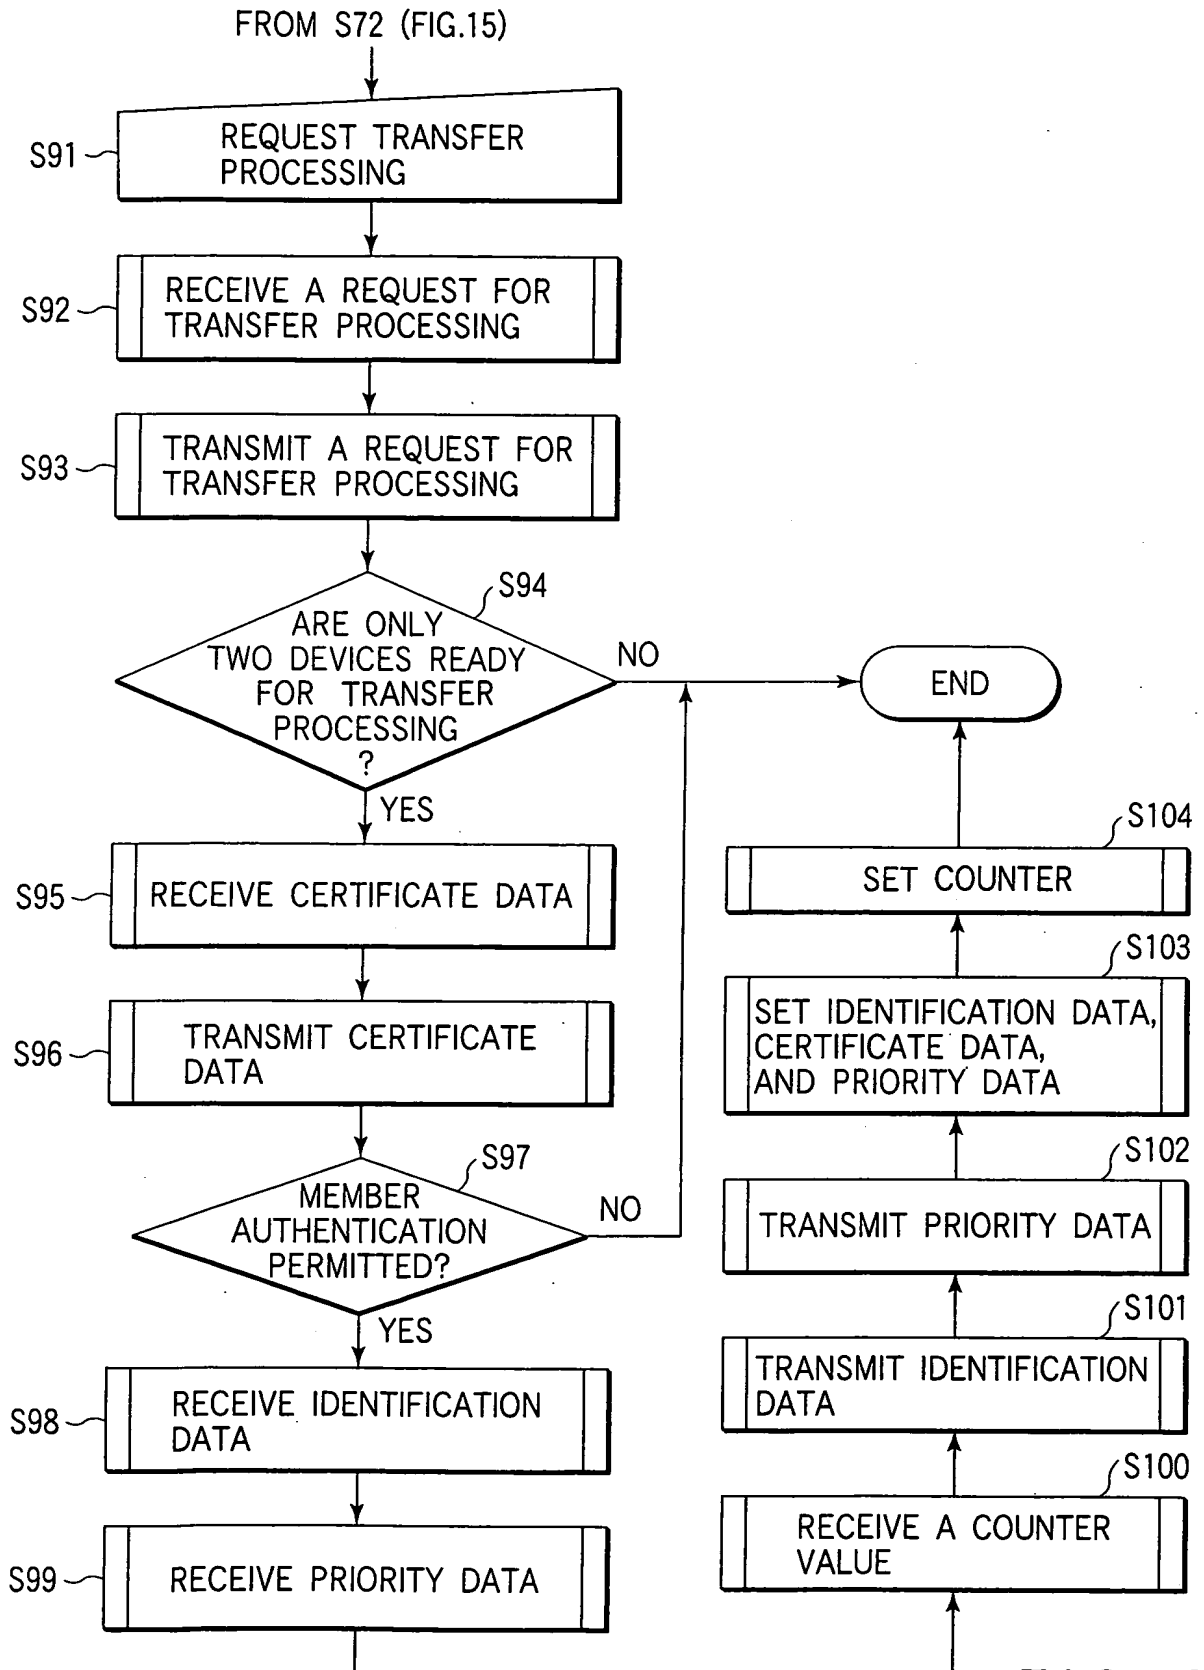 FROM S72 (FIG.15)
S91
REQUEST TRANSFER
PROCESSING
S92
RECEIVE A REQUEST FOR
TRANSFER PROCESSING
S93
TRANSMIT A REQUEST FOR
TRANSFER PROCESSING
S94
ARE ONLY
TWO DEVICES READY
FOR TRANSFER
PROCESSING
?
NO
YES
END
S95
RECEIVE CERTIFICATE DATA
S96
TRANSMIT CERTIFICATE
DATA
S97
MEMBER
AUTHENTICATION
PERMITTED?
NO
YES
S98
RECEIVE IDENTIFICATION
DATA
S99
RECEIVE PRIORITY DATA
S104
SET COUNTER
S103
SET IDENTIFICATION DATA,
CERTIFICATE DATA,
AND PRIORITY DATA
S102
TRANSMIT PRIORITY DATA
S101
TRANSMIT IDENTIFICATION
DATA
S100
RECEIVE A COUNTER
VALUE